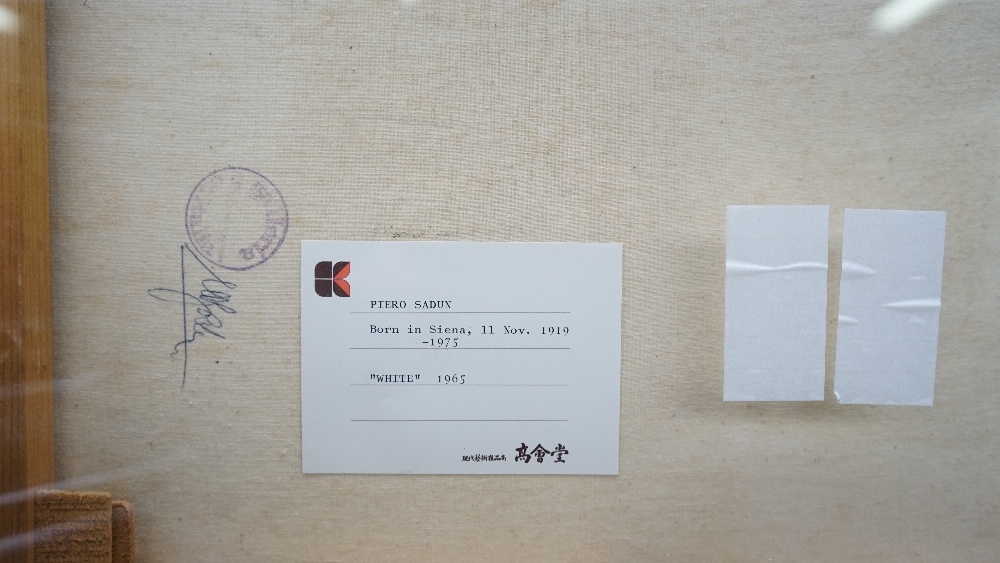 PIERO SADUN
Born in Siena, 11 Nov. 1919
-1975
"WHITE" 1965
髙會堂